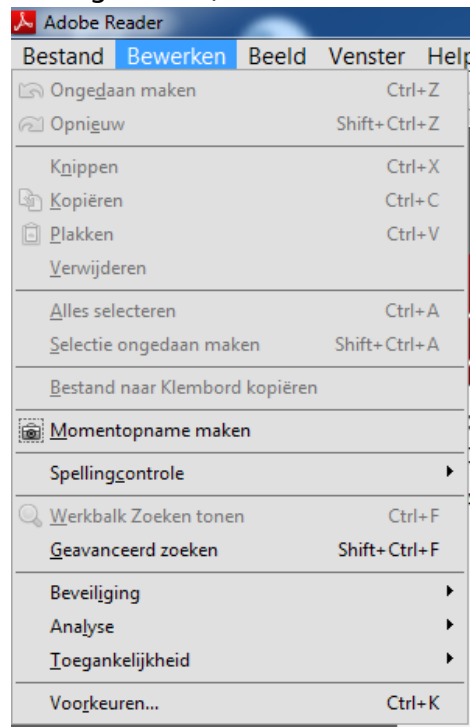 Adobe Reader
Bestand Bewerken Beeld Venster Help
Ongedaan maken Ctrl+Z
Opnieuw Shift+Ctrl+Z
Knippen Ctrl+X
Kopiëren Ctrl+C
Plakken Ctrl+V
Verwijderen
Alles selecteren Ctrl+A
Selectie ongedaan maken Shift+Ctrl+A
Bestand naar Klembord kopiëren
Momentopname maken
Spellingcontrole
Werkbalk Zoeken tonen Ctrl+F
Geavanceerd zoeken Shift+Ctrl+F
Beveiliging
Analyse
Toegankelijkheid
Voorkeuren... Ctrl+K